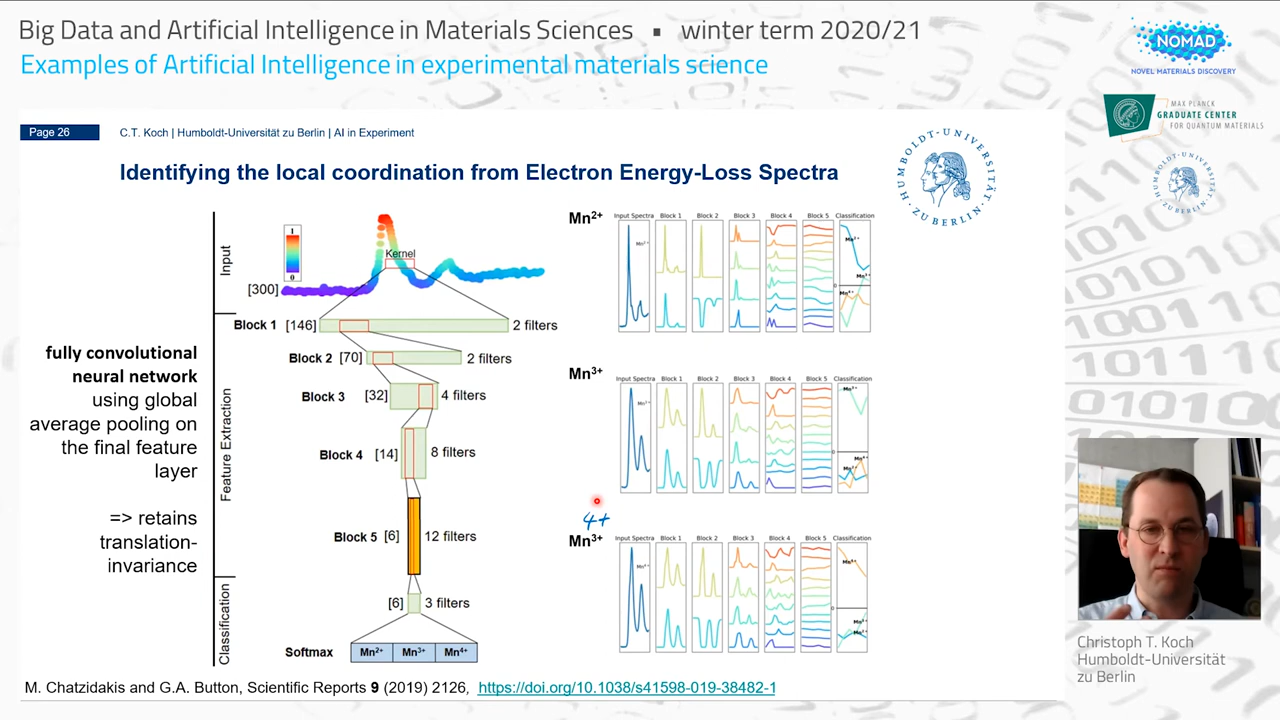 Big Data and Artificial Intelligence in Materials Sciences ▪ winter term 2020/21
Examples of Artificial Intelligence in experimental materials science
NOMAD
NOVEL MATERIALS DISCOVERY
MAX PLANCK
GRADUATE CENTER
FOR QUANTUM MATERIALS
HUMBOLDT-UNIVERSITÄT ZU BERLIN
Page 26
C.T. Koch | Humboldt-Universität zu Berlin | AI in Experiment
HUMBOLDT-UNIVERSITÄT ZU BERLIN
Identifying the local coordination from Electron Energy-Loss Spectra
fully convolutional
neural network
using global
average pooling on
the final feature
layer
=> retains
translation-
invariance
Input
Feature Extraction
Classification
1
0
Kernel
[300]
Block 1 [146] 2 filters
Block 2 [70] 2 filters
Block 3 [32] 4 filters
Block 4 [14] 8 filters
Block 5 [6] 12 filters
[6] 3 filters
Softmax Mn²⁺ Mn³⁺ Mn⁴⁺
Mn²⁺
Input Spectra Block 1 Block 2 Block 3 Block 4 Block 5 Classification
Mn³⁺
Input Spectra Block 1 Block 2 Block 3 Block 4 Block 5 Classification
4+
Mn³⁺
Input Spectra Block 1 Block 2 Block 3 Block 4 Block 5 Classification
M. Chatzidakis and G.A. Button, Scientific Reports 9 (2019) 2126, https://doi.org/10.1038/s41598-019-38482-1
Christoph T. Koch
Humboldt-Universität
zu Berlin